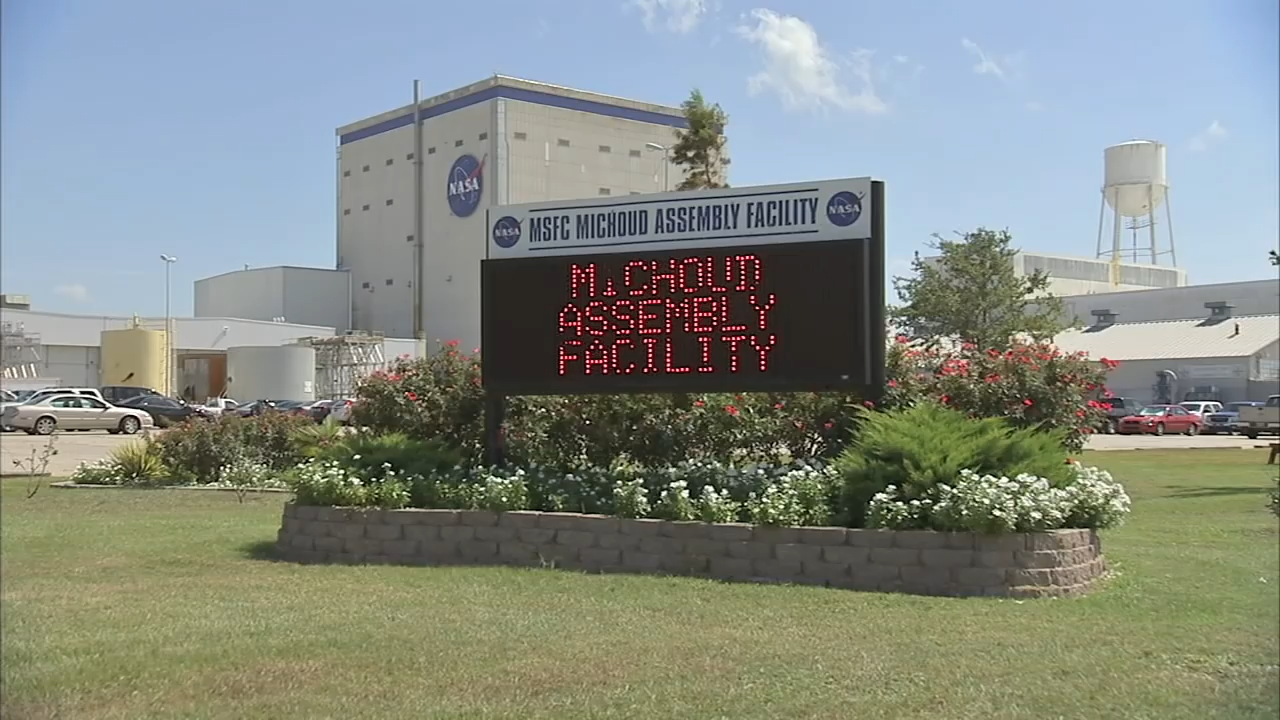 NASA
NASA MSFC MICHOUD ASSEMBLY FACILITY NASA
MiCHOUD
ASSEMBLY
FACILITY